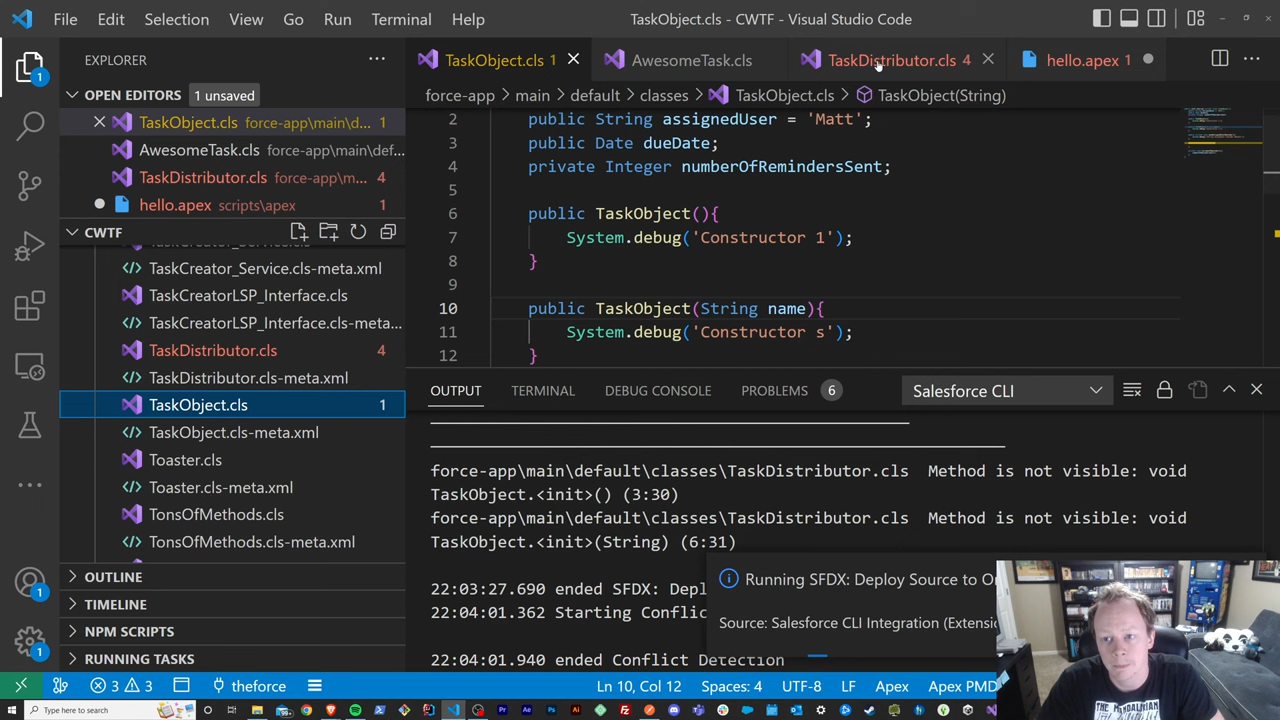 File Edit Selection View Go Run Terminal Help TaskObject.cls - CWTF - Visual Studio Code
EXPLORER
OPEN EDITORS 1 unsaved
TaskObject.cls force-app\main\d... 1
AwesomeTask.cls force-app\main\def...
TaskDistributor.cls force-app\m... 4
hello.apex scripts\apex 1
CWTF
TaskCreator_Service.cls
TaskCreator_Service.cls-meta.xml
TaskCreatorLSP_Interface.cls
TaskCreatorLSP_Interface.cls-meta...
TaskDistributor.cls 4
TaskDistributor.cls-meta.xml
TaskObject.cls 1
TaskObject.cls-meta.xml
Toaster.cls
Toaster.cls-meta.xml
TonsOfMethods.cls
TonsOfMethods.cls-meta.xml
OUTLINE
TIMELINE
NPM SCRIPTS
RUNNING TASKS
1
1
TaskObject.cls 1 AwesomeTask.cls TaskDistributor.cls 4 hello.apex 1
force-app > main > default > classes > TaskObject.cls > TaskObject(String)
2 public String assignedUser = 'Matt';
3 public Date dueDate;
4 private Integer numberOfRemindersSent;
5
6 public TaskObject(){
7 System.debug('Constructor 1');
8 }
9
10 public TaskObject(String name){
11 System.debug('Constructor s');
12 }
OUTPUT TERMINAL DEBUG CONSOLE PROBLEMS 6 Salesforce CLI
force-app\main\default\classes\TaskDistributor.cls Method is not visible: void
TaskObject.<init>() (3:30)
force-app\main\default\classes\TaskDistributor.cls Method is not visible: void
TaskObject.<init>(String) (6:31)
22:03:27.690 ended SFDX: Depl
22:04:01.362 Starting Conflic
22:04:01.940 ended Conflict Detection
Running SFDX: Deploy Source to Or
Source: Salesforce CLI Integration (Extensio
3 3 theforce Ln 10, Col 12 Spaces: 4 UTF-8 LF Apex Apex PMD
Type here to search
THE MANDALORIAN